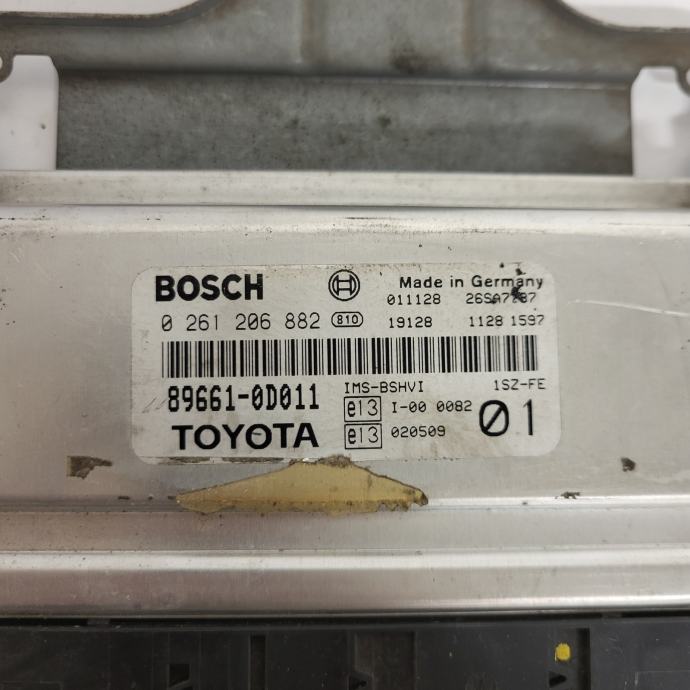 BOSCH
Made in Germany
011128
0 261 206 882 810
19128 1128 1597
89661-0D011
IMS-BSHVI 1SZ-FE
e13 I-00 0082
TOYOTA
e13 020509
01